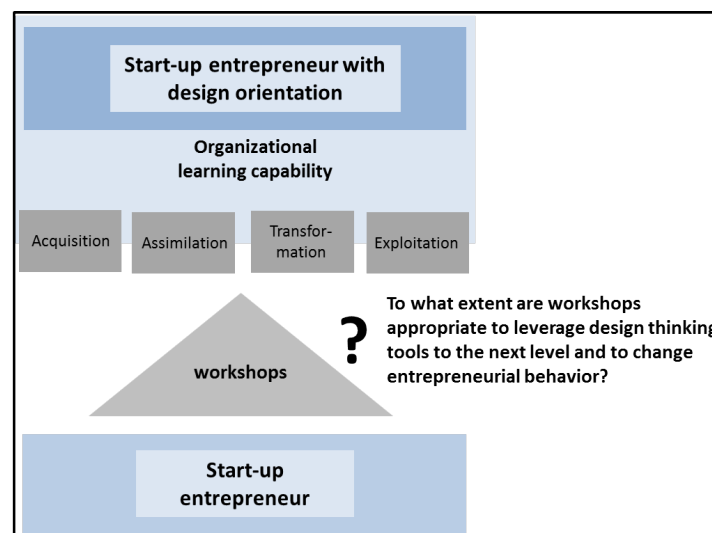 Start-up entrepreneur with
design orientation
Organizational
learning capability
Acquisition
Assimilation
Transfor-
mation
Exploitation
?
To what extent are workshops
appropriate to leverage design thinking
tools to the next level and to change
entrepreneurial behavior?
workshops
Start-up
entrepreneur